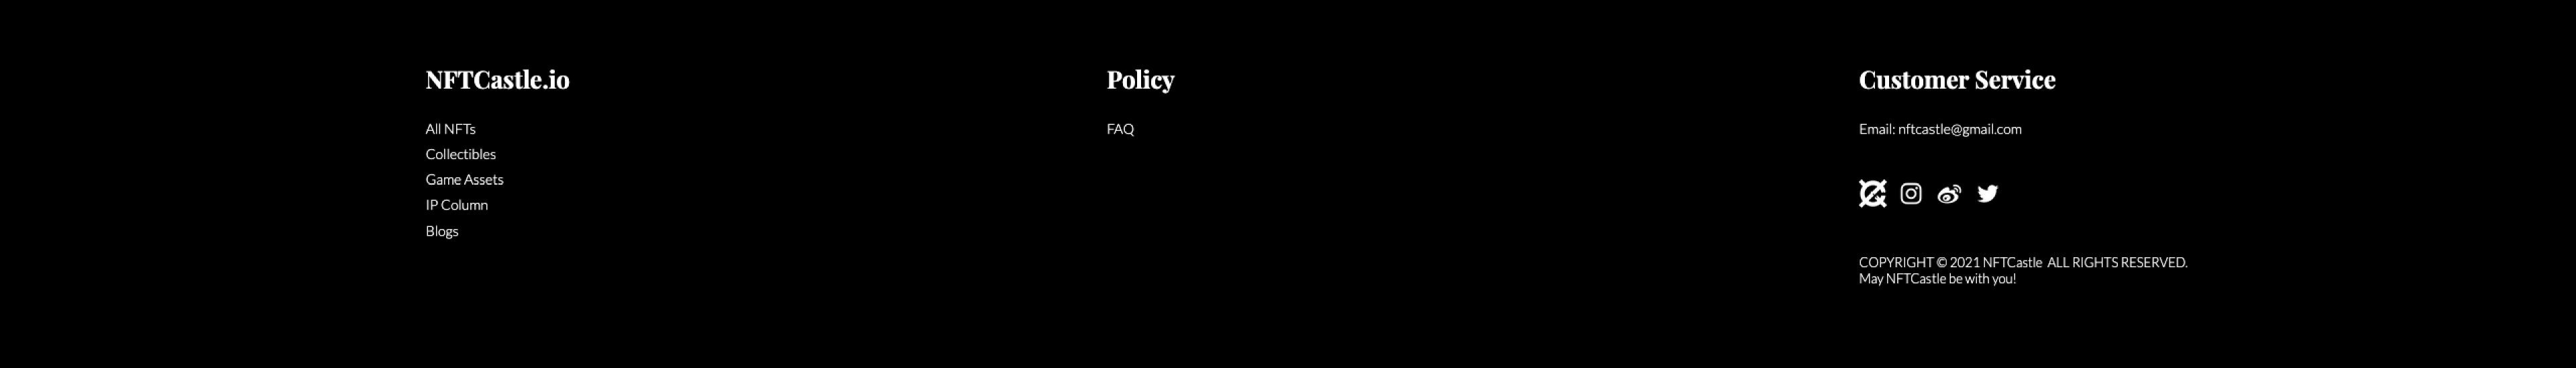 NFTCastle.io
All NFTs
Collectibles
Game Assets
IP Column
Blogs
Policy
FAQ
Customer Service
Email: nftcastle@gmail.com
COPYRIGHT © 2021 NFTCastle ALL RIGHTS RESERVED.
May NFTCastle be with you!